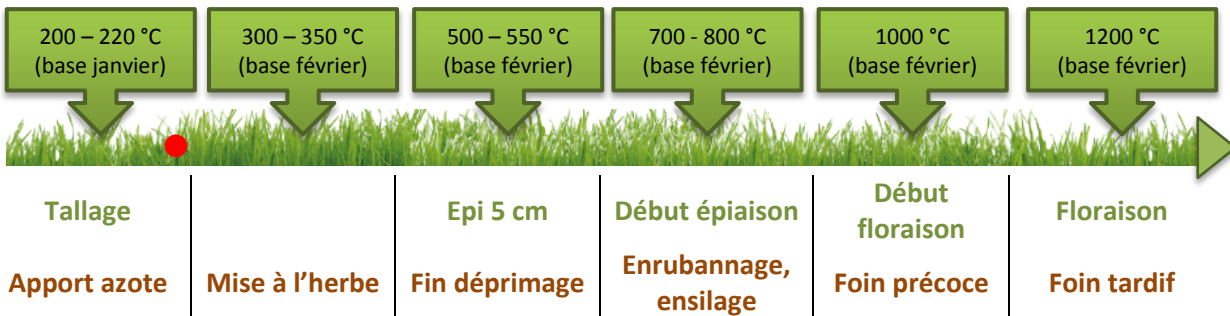 200 – 220 °C
(base janvier)
300 – 350 °C
(base février)
500 – 550 °C
(base février)
700 - 800 °C
(base février)
1000 °C
(base février)
1200 °C
(base février)
Tallage
Epi 5 cm
Début épiaison
Début
floraison
Floraison
Apport azote
Mise à l’herbe
Fin déprimage
Enrubannage,
ensilage
Foin précoce
Foin tardif